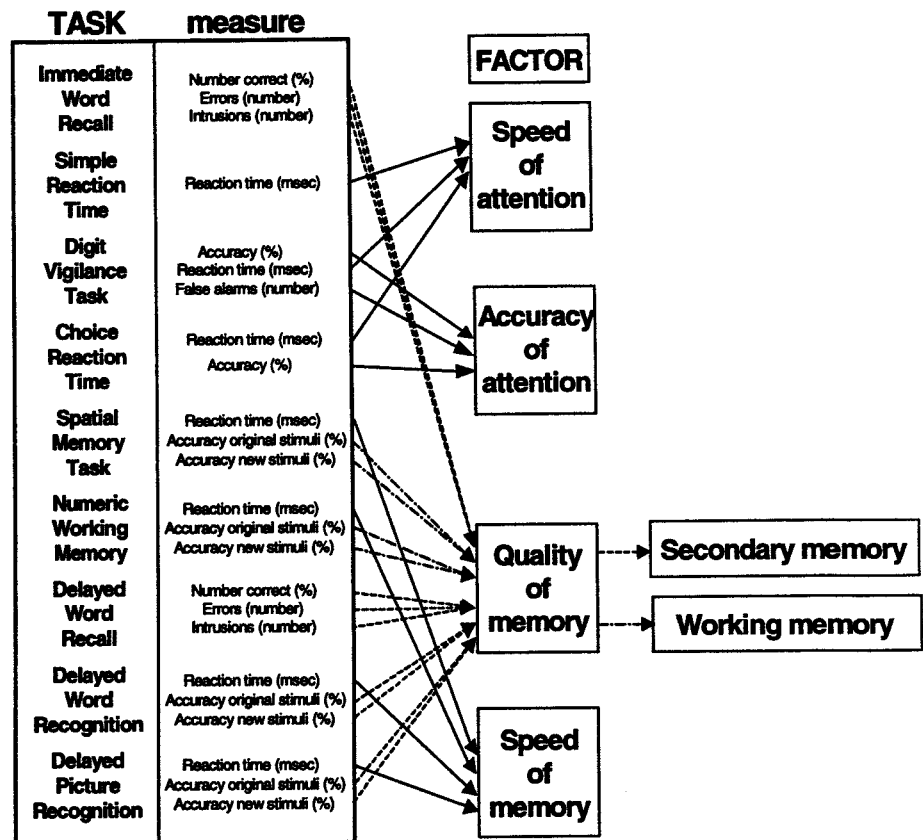 TASK
measure
Immediate
Word
Recall
Number correct (%)
Errors (number)
Intrusions (number)
Simple
Reaction
Time
Reaction time (msec)
Digit
Vigilance
Task
Accuracy (%)
Reaction time (msec)
False alarms (number)
Choice
Reaction
Time
Reaction time (msec)
Accuracy (%)
Spatial
Memory
Task
Reaction time (msec)
Accuracy original stimuli (%)
Accuracy new stimuli (%)
Numeric
Working
Memory
Reaction time (msec)
Accuracy original stimuli (%)
Accuracy new stimuli (%)
Delayed
Word
Recall
Number correct (%)
Errors (number)
Intrusions (number)
Delayed
Word
Recognition
Reaction time (msec)
Accuracy original stimuli (%)
Accuracy new stimuli (%)
Delayed
Picture
Recognition
Reaction time (msec)
Accuracy original stimuli (%)
Accuracy new stimuli (%)
FACTOR
Speed
of
attention
Accuracy
of
attention
Quality
of
memory
Speed
of
memory
Secondary memory
Working memory